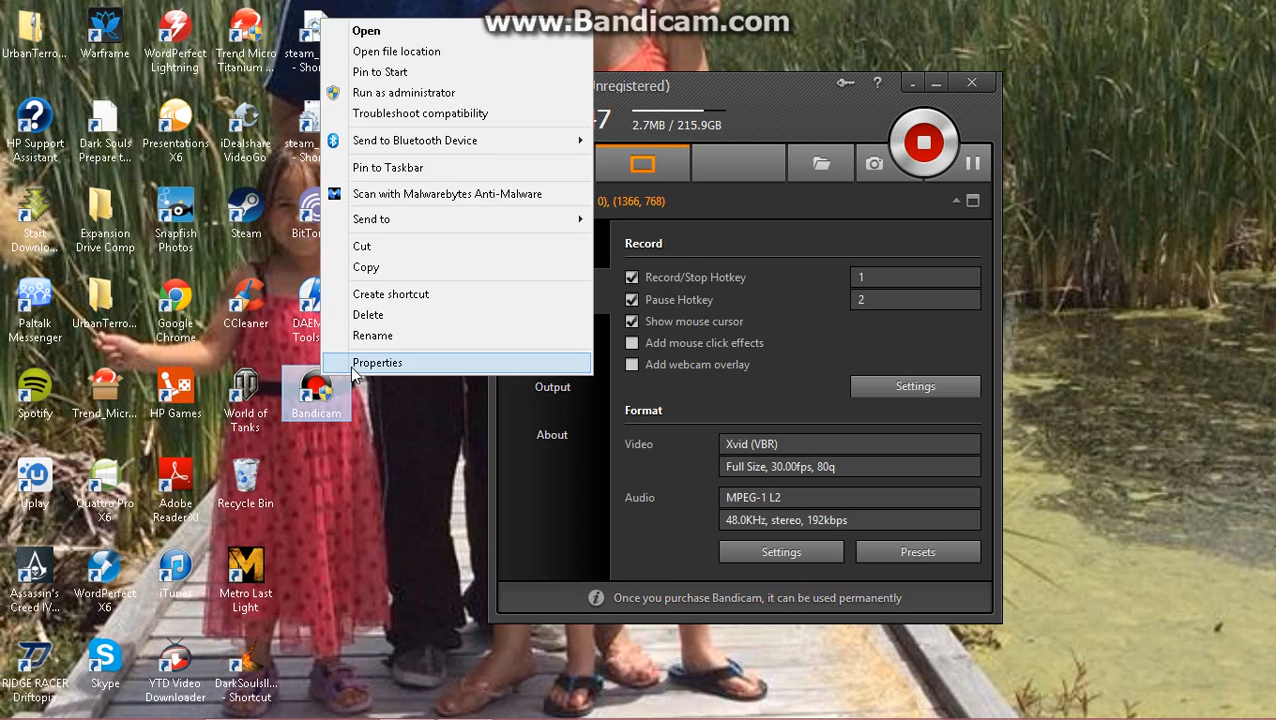 www.Bandicam.com
UrbanTerro...
Warframe
WordPerfect
Lightning
Trend Micro
Titanium ...
steam_
- Sho
HP Support
Assistant
Dark Souls
Prepare t...
Presentations
X6
iDealshare
VideoGo
steam_
- Sho
Start
Downlo...
Expansion
Drive Comp
Snapfish
Photos
Steam
BitTor
Paltalk
Messenger
UrbanTerro...
Google
Chrome
CCleaner
DAEM
Tools
Spotify
Trend_Micr...
HP Games
World of
Tanks
Bandicam
Uplay
Quattro Pro
X6
Adobe
Reader XI
Recycle Bin
Assassin's
Creed IV...
WordPerfect
X6
iTunes
Metro Last
Light
RIDGE RACER
Driftopia
Skype
YTD Video
Downloader
DarkSoulsII...
- Shortcut
Open
Open file location
Pin to Start
Run as administrator
Troubleshoot compatibility
Send to Bluetooth Device
Pin to Taskbar
Scan with Malwarebytes Anti-Malware
Send to
Cut
Copy
Create shortcut
Delete
Rename
Properties
nregistered)
7
2.7MB / 215.9GB
0), (1366, 768)
Output
About
Record
Record/Stop Hotkey 1
Pause Hotkey 2
Show mouse cursor
Add mouse click effects
Add webcam overlay
Settings
Format
Video Xvid (VBR)
Full Size, 30.00fps, 80q
Audio MPEG-1 L2
48.0KHz, stereo, 192kbps
Settings Presets
Once you purchase Bandicam, it can be used permanently